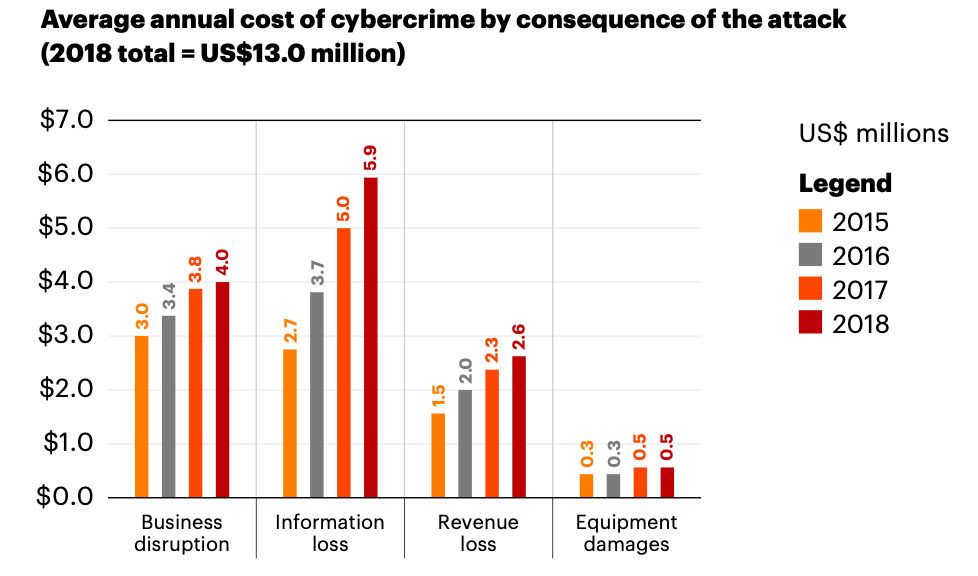 Average annual cost of cybercrime by consequence of the attack
(2018 total = US$13.0 million)
US$ millions
Legend
2015
2016
2017
2018
$7.0
$6.0
$5.0
$4.0
$3.0
$2.0
$1.0
$0.0
3.0
3.4
3.8
4.0
2.7
3.7
5.0
5.9
1.5
2.0
2.3
2.6
0.3
0.3
0.5
0.5
Business
disruption
Information
loss
Revenue
loss
Equipment
damages